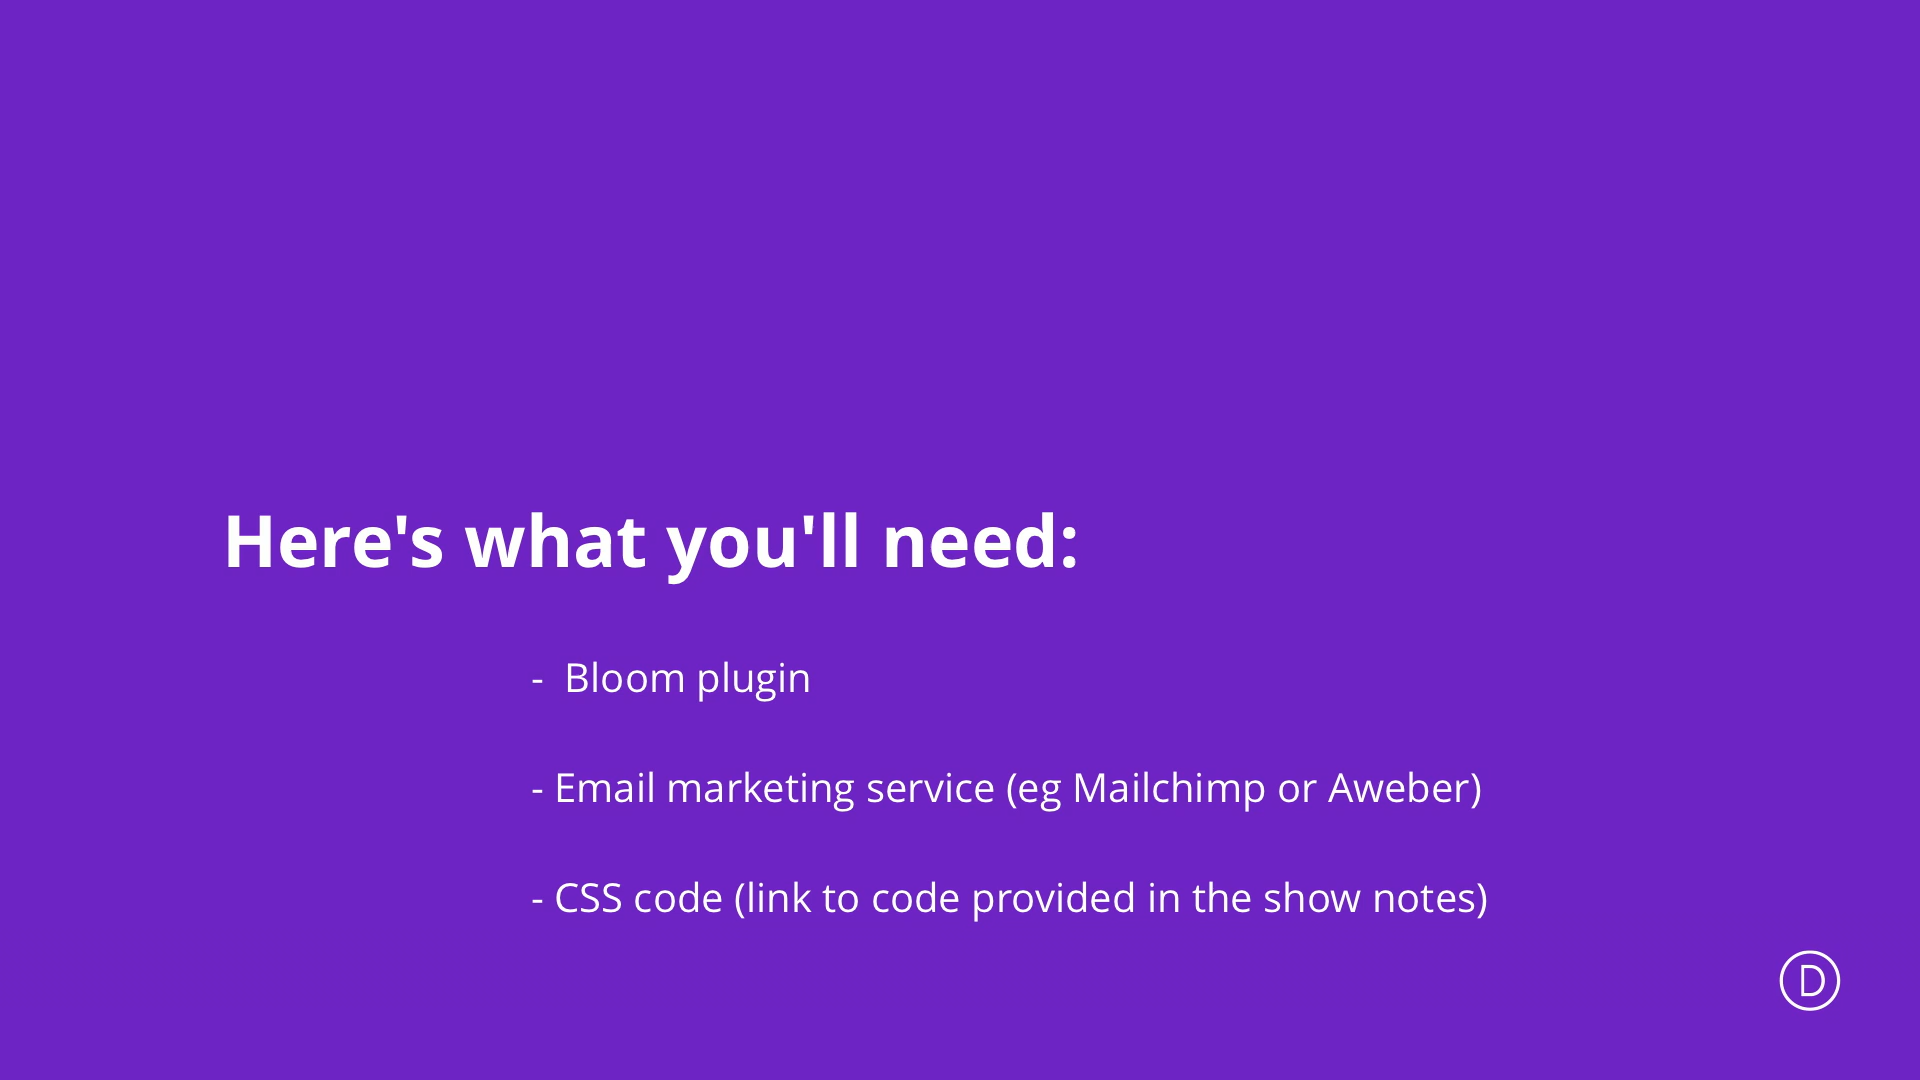 Here's what you'll need:
- Bloom plugin
- Email marketing service (eg Mailchimp or Aweber)
- CSS code (link to code provided in the show notes)
D